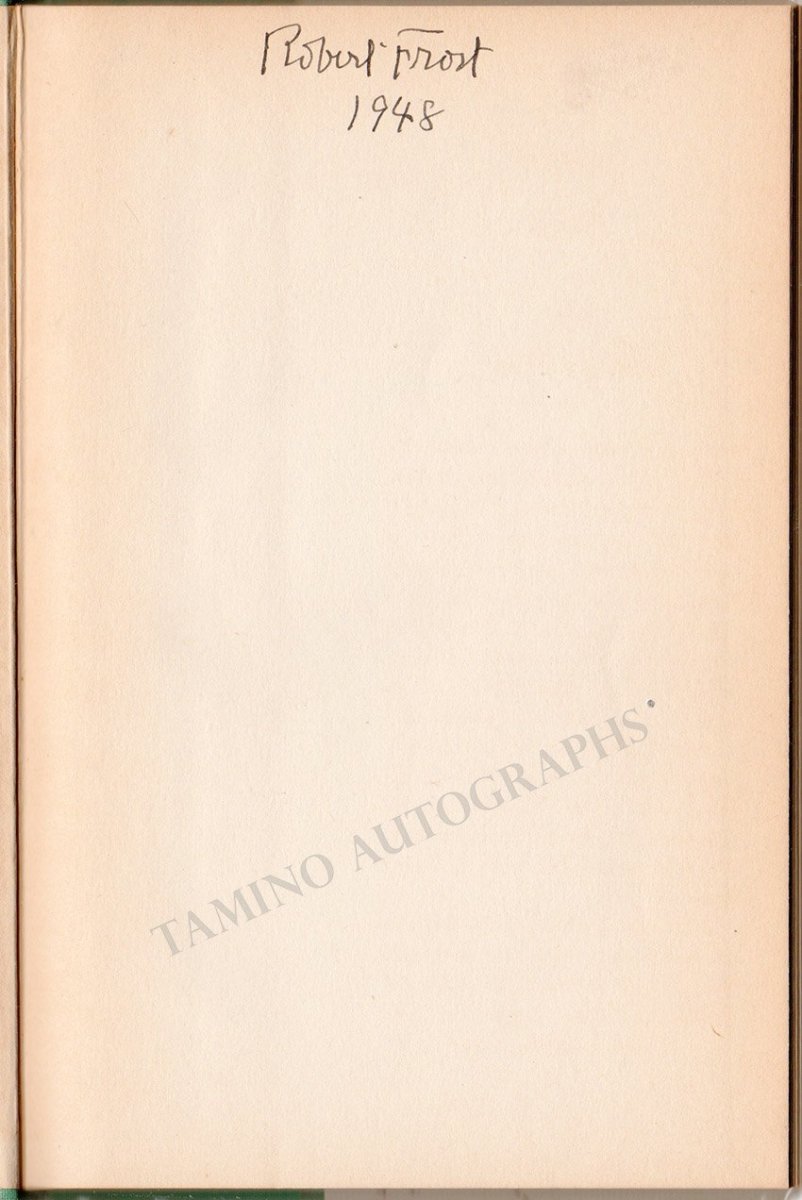 Robert Frost
1948
TAMINO AUTOGRAPHS